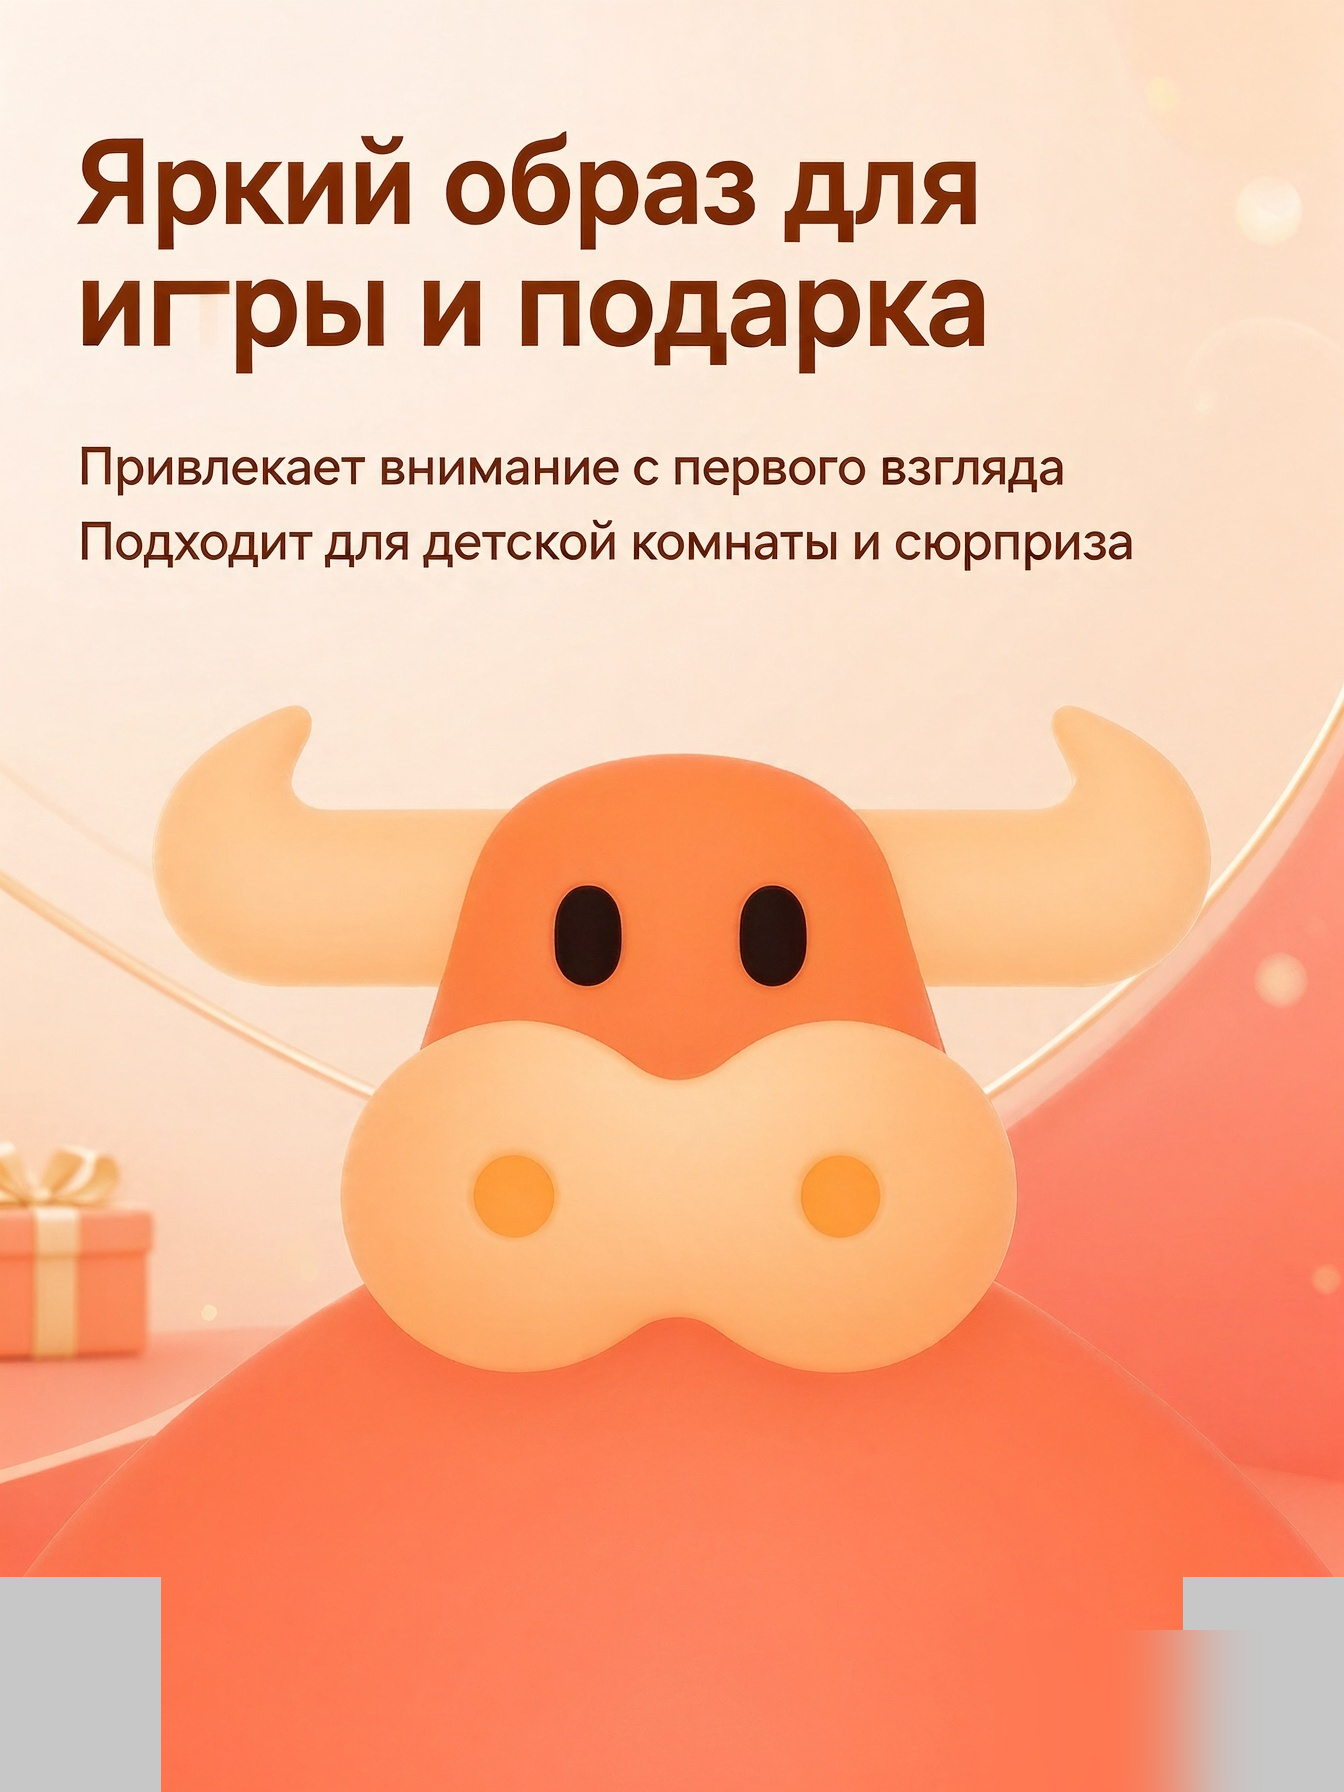 Яркий образ для
игры и подарка
Привлекает внимание с первого взгляда
Подходит для детской комнаты и сюрприза